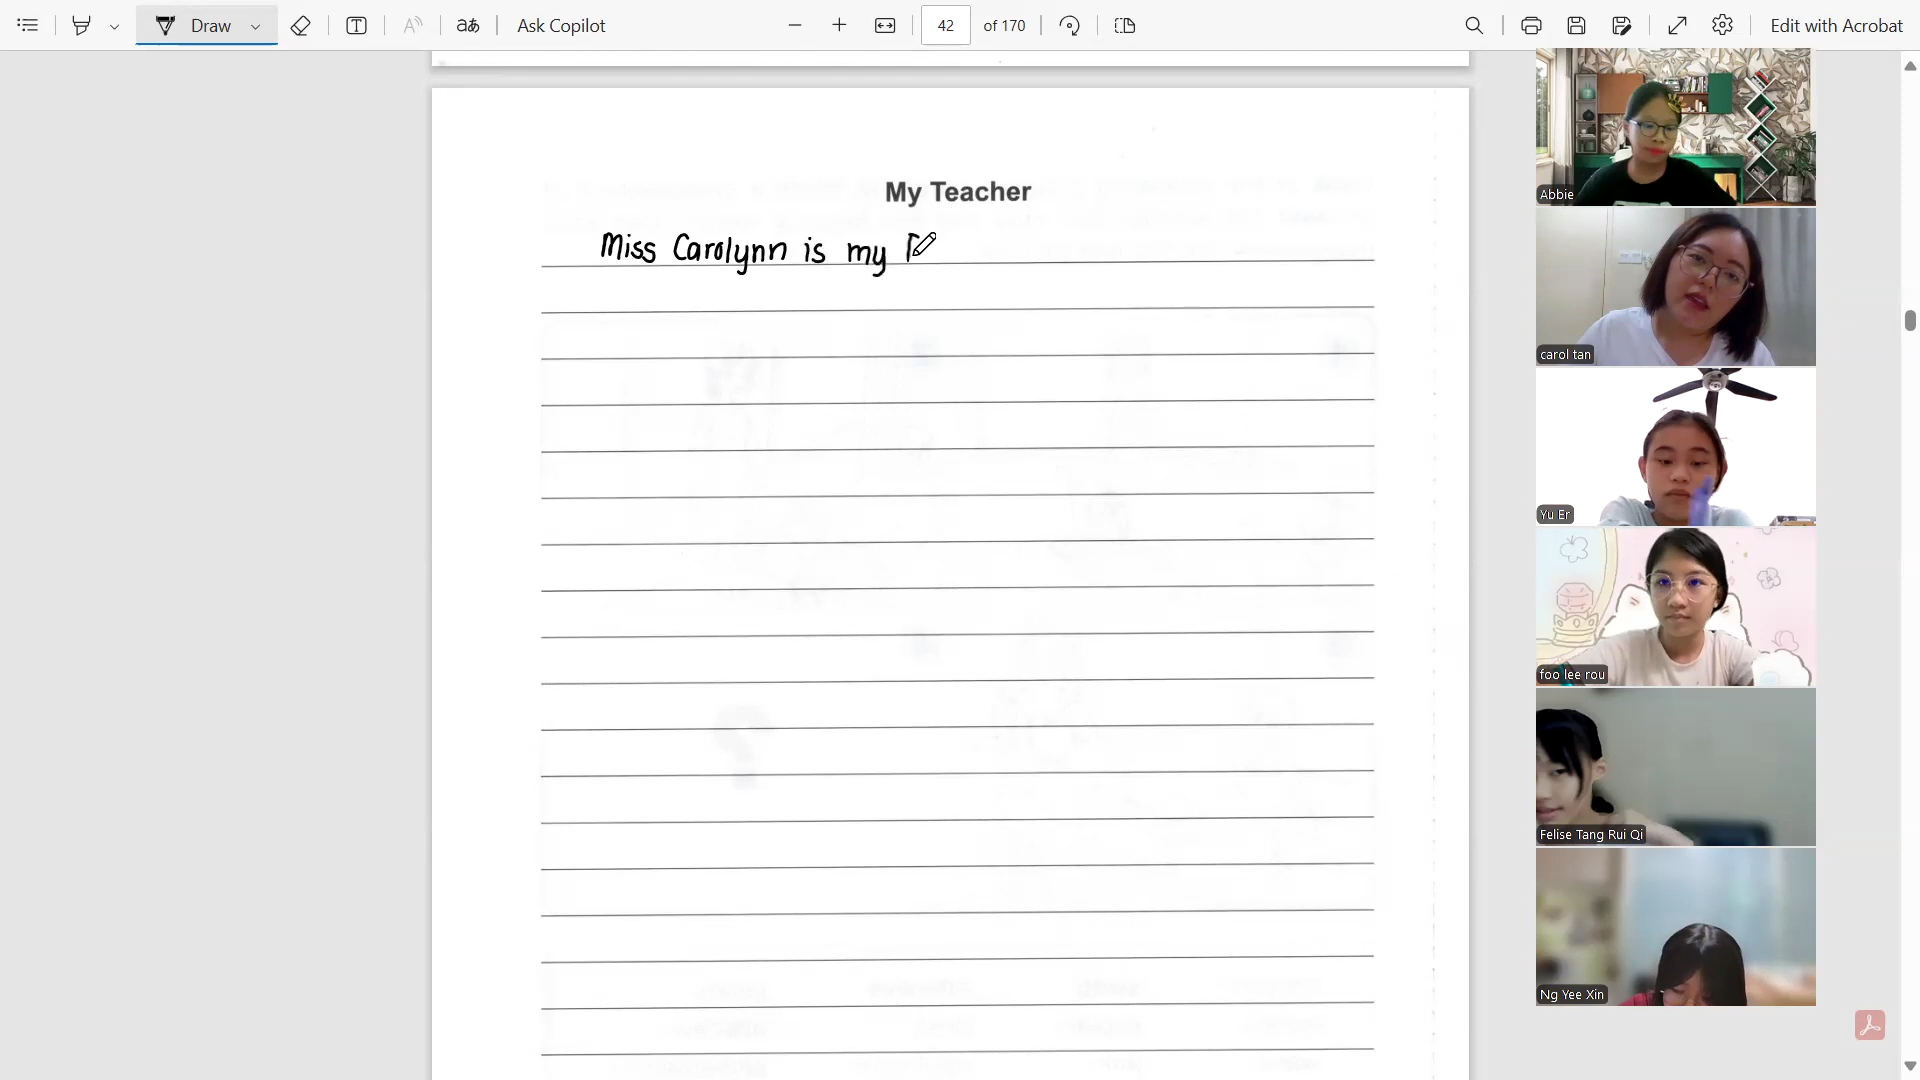 Draw
Ask Copilot
42 of 170
Edit with Acrobat
My Teacher
Miss Carolynn is my
Abbie
carol tan
Yu Er
foo lee rou
Felise Tang Rui Qi
Ng Yee Xin